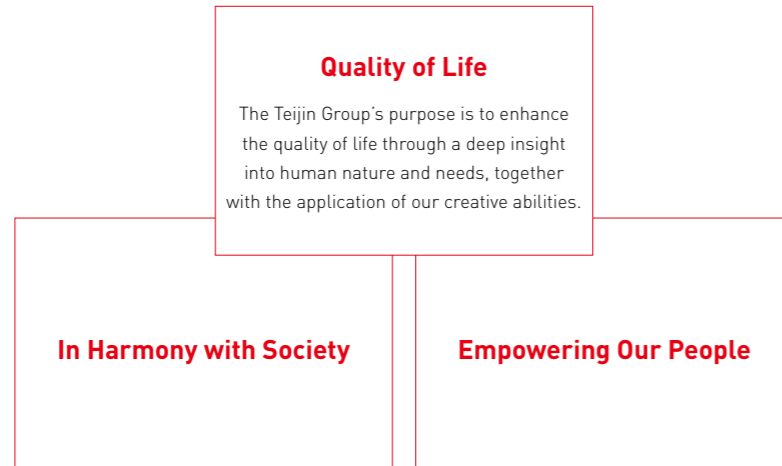 Quality of Life
The Teijin Group's purpose is to enhance
the quality of life through a deep insight
into human nature and needs, together
with the application of our creative abilities.
In Harmony with Society
Empowering Our People